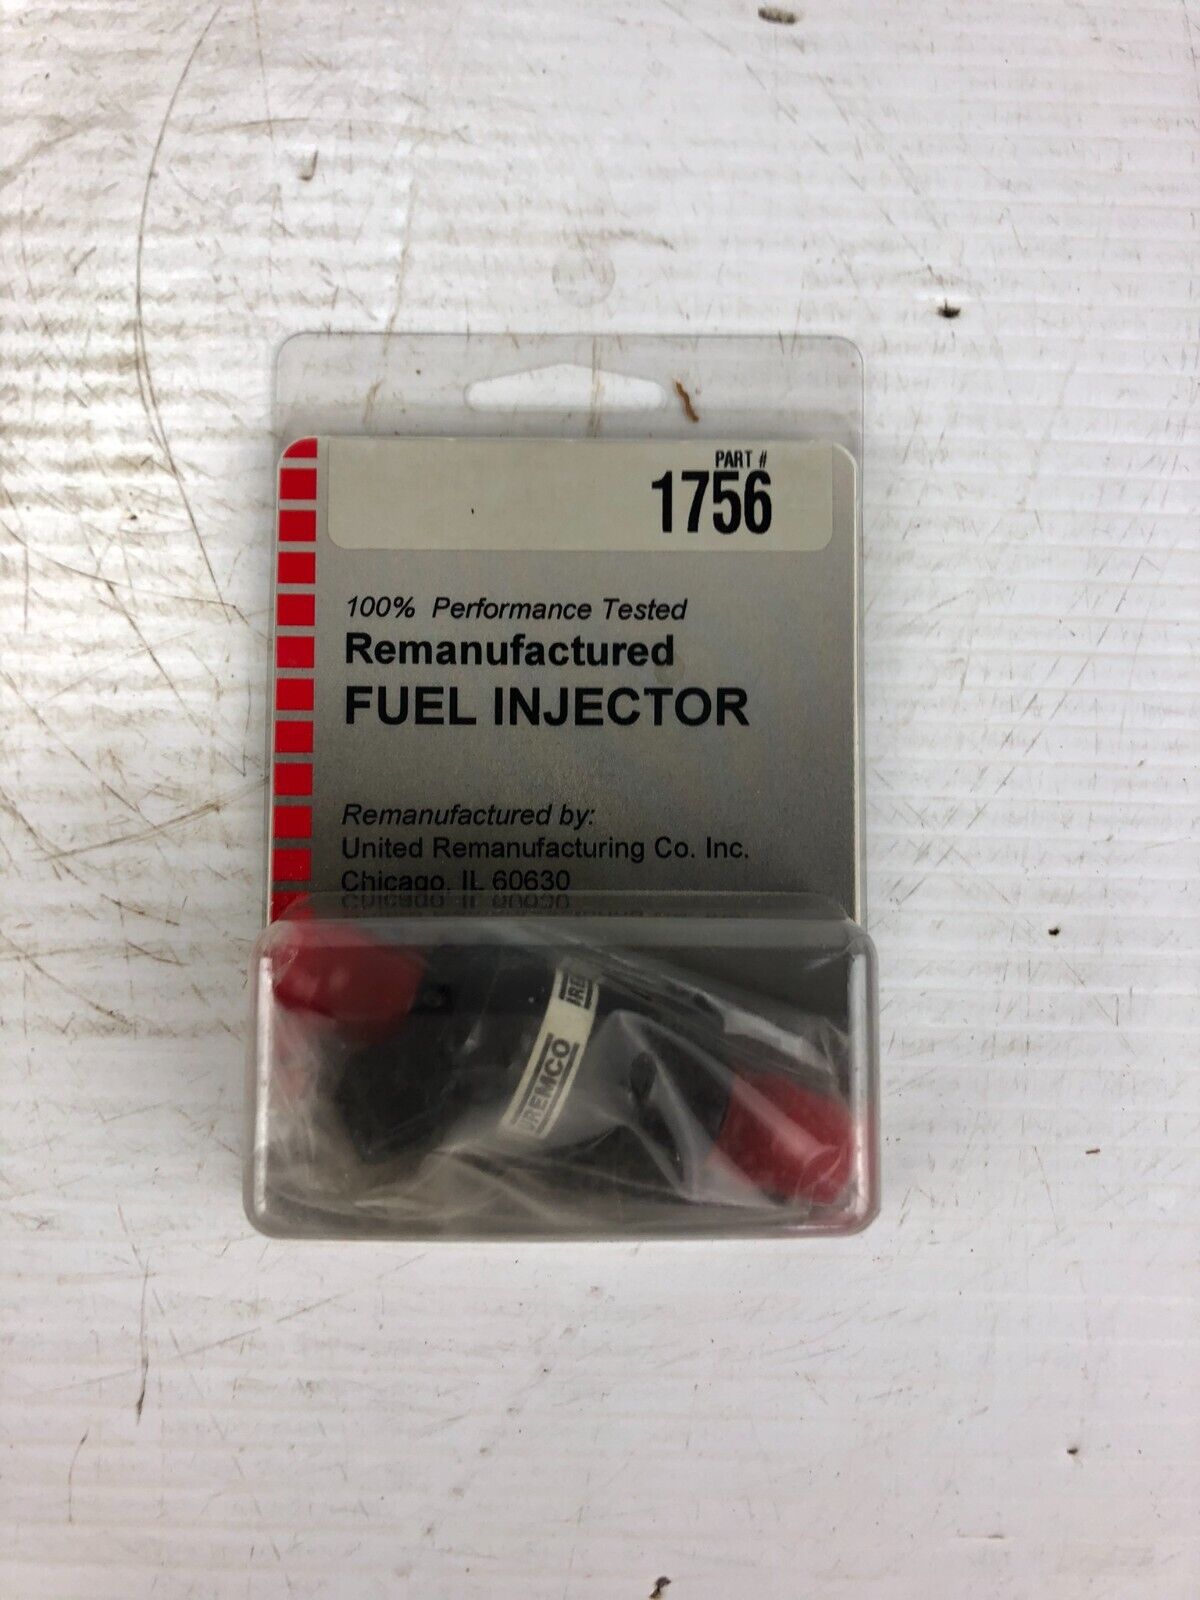 PART #
1756
100% Performance Tested
Remanufactured
FUEL INJECTOR
Remanufactured by:
United Remanufacturing Co. Inc.
Chicago, IL 60630
UREMCO